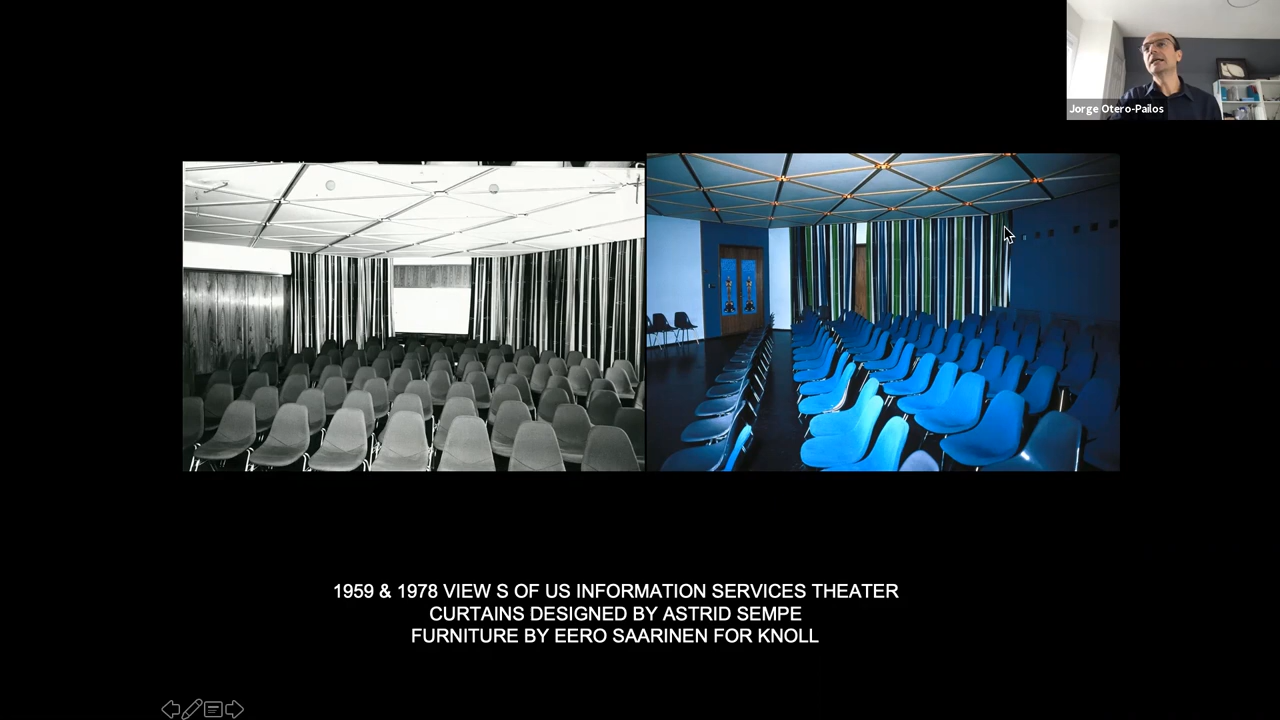 Jorge Otero-Pailos
1959 & 1978 VIEW S OF US INFORMATION SERVICES THEATER
CURTAINS DESIGNED BY ASTRID SEMPE
FURNITURE BY EERO SAARINEN FOR KNOLL